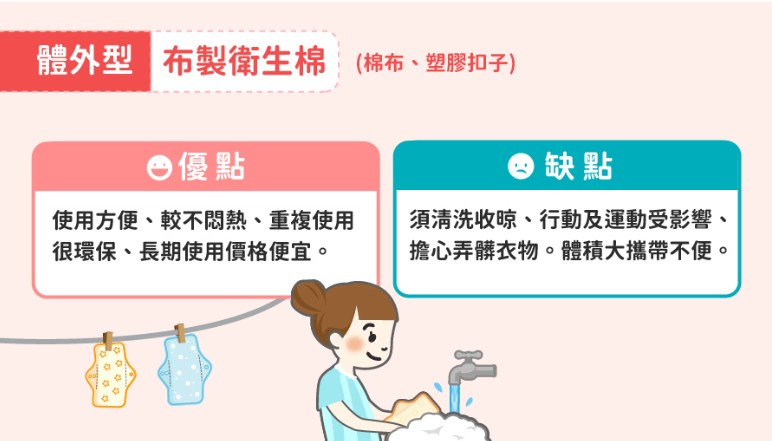 體外型 布製衛生棉 (棉布、塑膠扣子)
優點
使用方便、較不悶熱、重複使用
很環保、長期使用價格便宜。
缺點
須清洗收晾、行動及運動受影響、
擔心弄髒衣物。體積大攜帶不便。